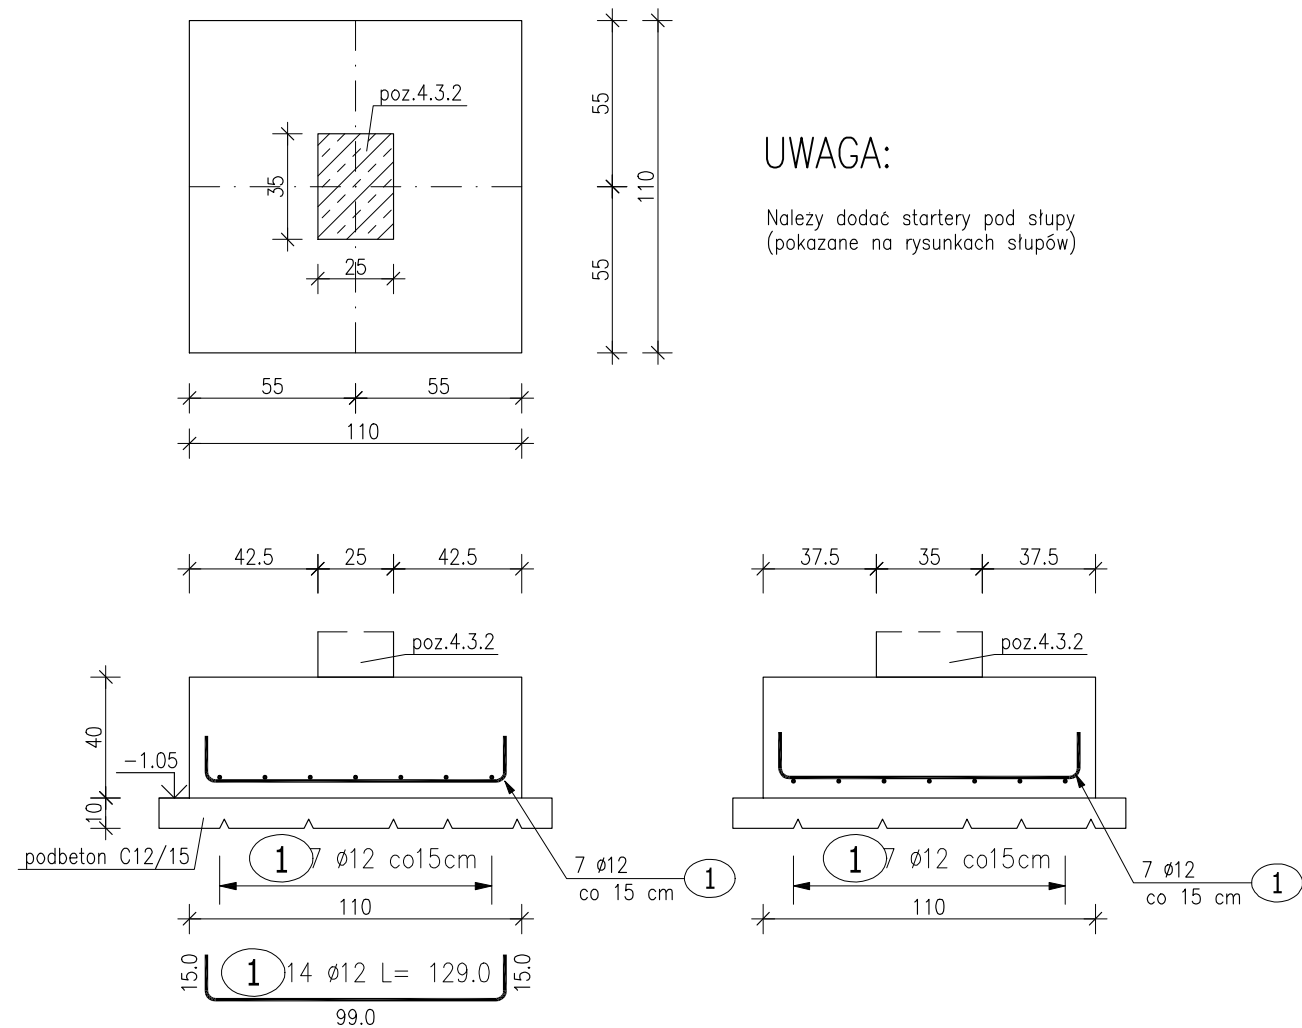 poz.4.3.2
35
25
55
55
110
55
55
110
UWAGA:
Należy dodać startery pod słupy
(pokazane na rysunkach słupów)
42.5 25 42.5
37.5 35 37.5
poz.4.3.2
poz.4.3.2
40
-1.05
10
podbeton C12/15
1 7 ø12 co15cm
7 ø12
co 15 cm
1
110
1 7 ø12 co15cm
7 ø12
co 15 cm
1
110
15.0
1 14 ø12 L= 129.0
15.0
99.0